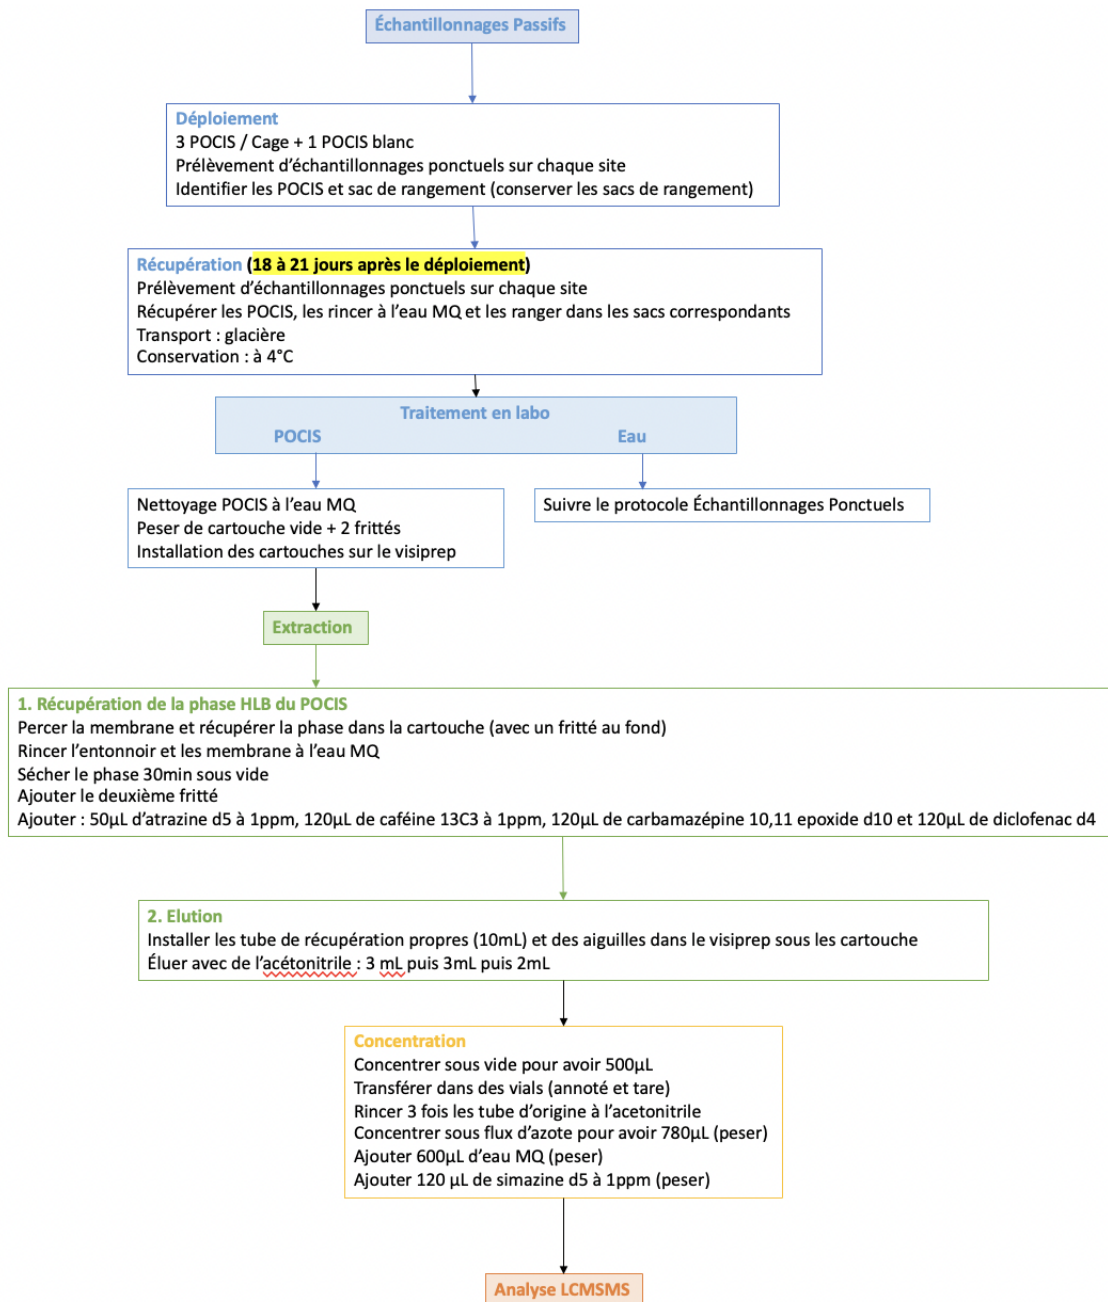 Échantillonnages Passifs
Déploiement
3 POCIS / Cage + 1 POCIS blanc
Prélèvement d'échantillonnages ponctuels sur chaque site
Identifier les POCIS et sac de rangement (conserver les sacs de rangement)
Récupération (18 à 21 jours après le déploiement)
Prélèvement d'échantillonnages ponctuels sur chaque site
Récupérer les POCIS, les rincer à l'eau MQ et les ranger dans les sacs correspondants
Transport : glacière
Conservation : à 4°C
Traitement en labo
POCIS Eau
Nettoyage POCIS à l'eau MQ
Peser de cartouche vide + 2 frittés
Installation des cartouches sur le visiprep
Suivre le protocole Échantillonnages Ponctuels
Extraction
1. Récupération de la phase HLB du POCIS
Percer la membrane et récupérer la phase dans la cartouche (avec un fritté au fond)
Rincer l'entonnoir et les membrane à l'eau MQ
Sécher le phase 30min sous vide
Ajouter le deuxième fritté
Ajouter : 50µL d'atrazine d5 à 1ppm, 120µL de caféine 13C3 à 1ppm, 120µL de carbamazépine 10,11 epoxide d10 et 120µL de diclofenac d4
2. Elution
Installer les tube de récupération propres (10mL) et des aiguilles dans le visiprep sous les cartouche
Éluer avec de l'acétonitrile : 3 mL puis 3mL puis 2mL
Concentration
Concentrer sous vide pour avoir 500µL
Transférer dans des vials (annoté et tare)
Rincer 3 fois les tube d'origine à l'acetonitrile
Concentrer sous flux d'azote pour avoir 780µL (peser)
Ajouter 600µL d'eau MQ (peser)
Ajouter 120 µL de simazine d5 à 1ppm (peser)
Analyse LCMSMS